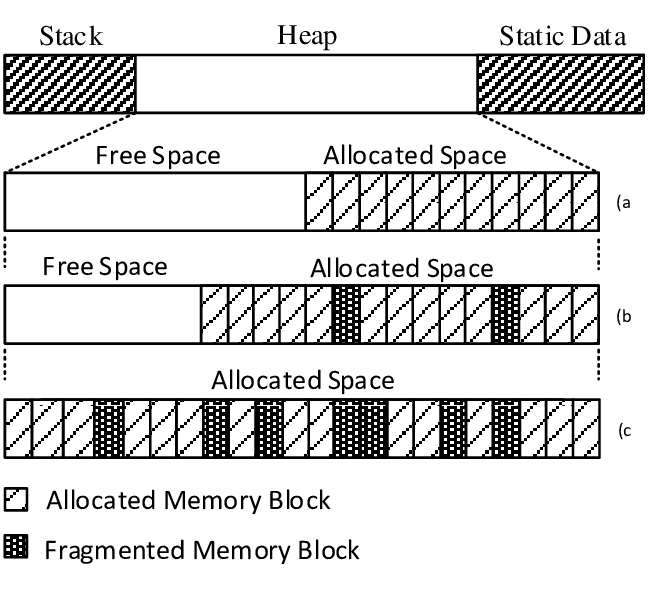 Stack Heap Static Data
Free Space Allocated Space
(a
Free Space Allocated Space
(b
Allocated Space
(c
Allocated Memory Block
Fragmented Memory Block